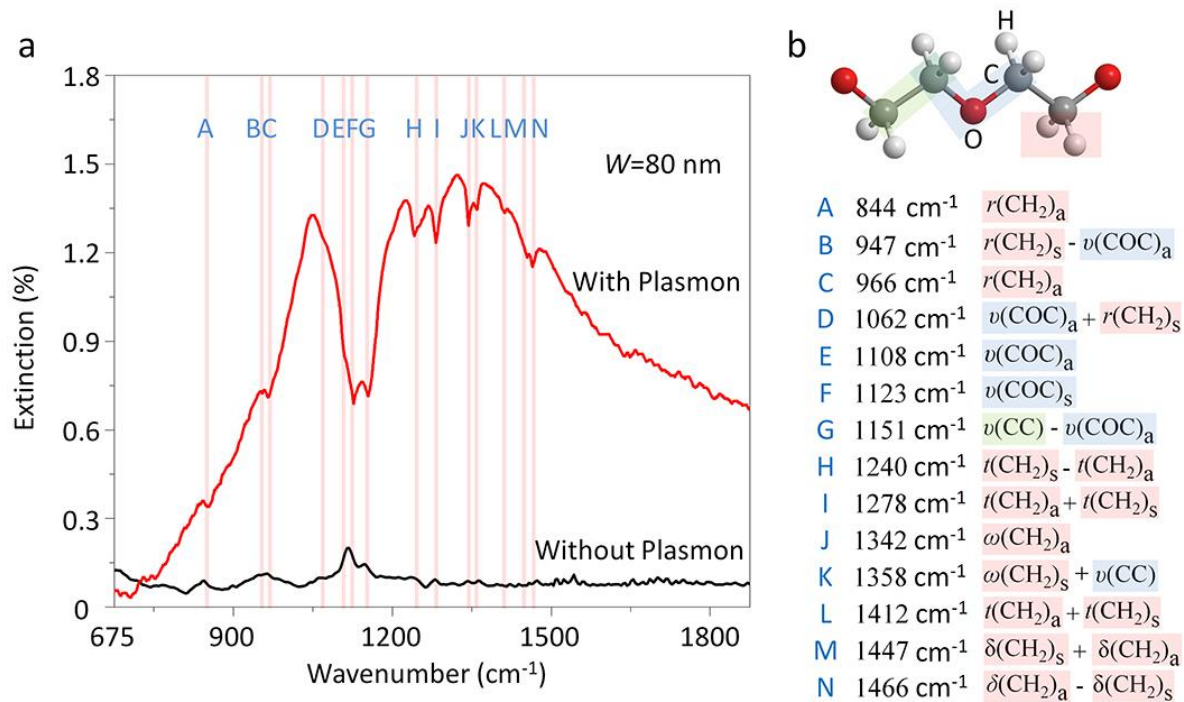 a
1.8
1.5
1.2
0.9
0.6
0.3
0
Extinction (%)
A B C D E F G H I J K L M N
W=80 nm
With Plasmon
Without Plasmon
675 900 1200 1500 1800
Wavenumber (cm-1)
b
H
C
O
A 844 cm-1 r(CH2)a
B 947 cm-1 r(CH2)s - υ(COC)a
C 966 cm-1 r(CH2)a
D 1062 cm-1 υ(COC)a + r(CH2)s
E 1108 cm-1 υ(COC)a
F 1123 cm-1 υ(COC)s
G 1151 cm-1 υ(CC) - υ(COC)a
H 1240 cm-1 t(CH2)s - t(CH2)a
I 1278 cm-1 t(CH2)a + t(CH2)s
J 1342 cm-1 ω(CH2)a
K 1358 cm-1 ω(CH2)s + υ(CC)
L 1412 cm-1 t(CH2)a + t(CH2)s
M 1447 cm-1 δ(CH2)s + δ(CH2)a
N 1466 cm-1 δ(CH2)a - δ(CH2)s